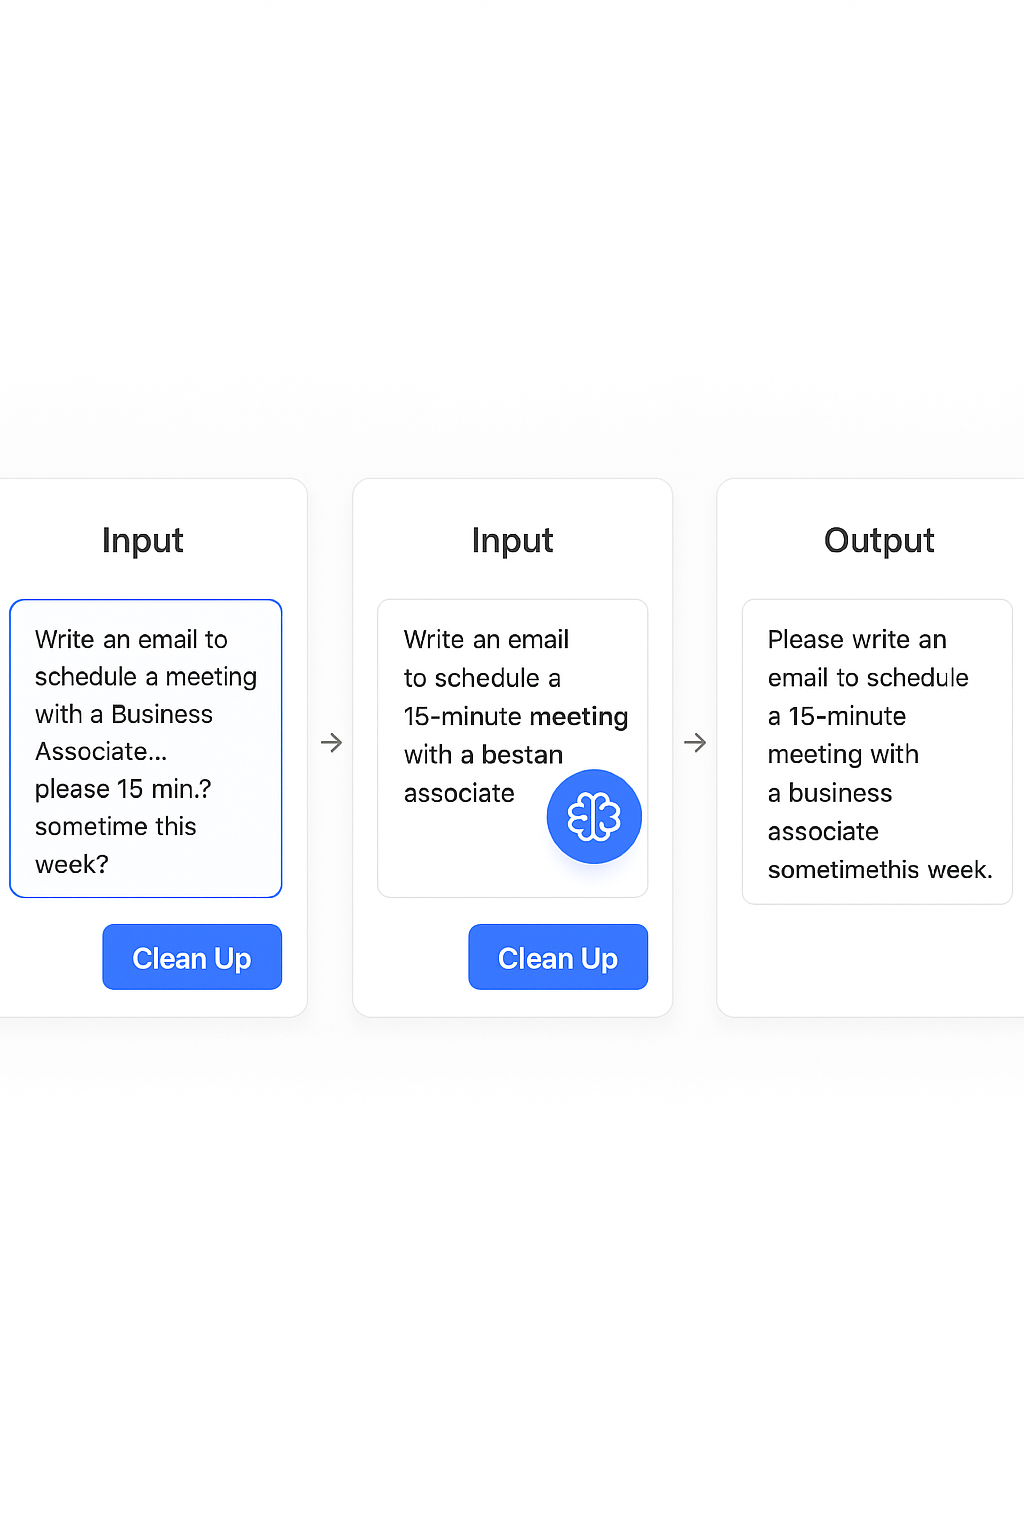 Input
Write an email to
schedule a meeting
with a Business
Associate...
please 15 min.?
sometime this
week?
Clean Up
Input
Write an email
to schedule a
15-minute meeting
with a bestan
associate
Clean Up
Output
Please write an
email to schedule
a 15-minute
meeting with
a business
associate
sometimethis week.